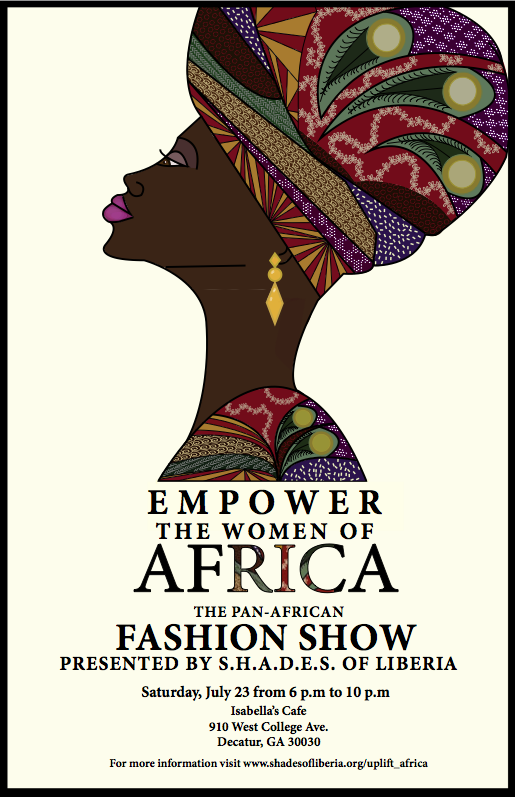 EMPOWER
THE WOMEN OF
AFRICA
THE PAN-AFRICAN
FASHION SHOW
PRESENTED BY S.H.A.D.E.S. OF LIBERIA
Saturday, July 23 from 6 p.m to 10 p.m
Isabella's Cafe
910 West College Ave.
Decatur, GA 30030
For more information visit www.shadesofliberia.org/uplift_africa